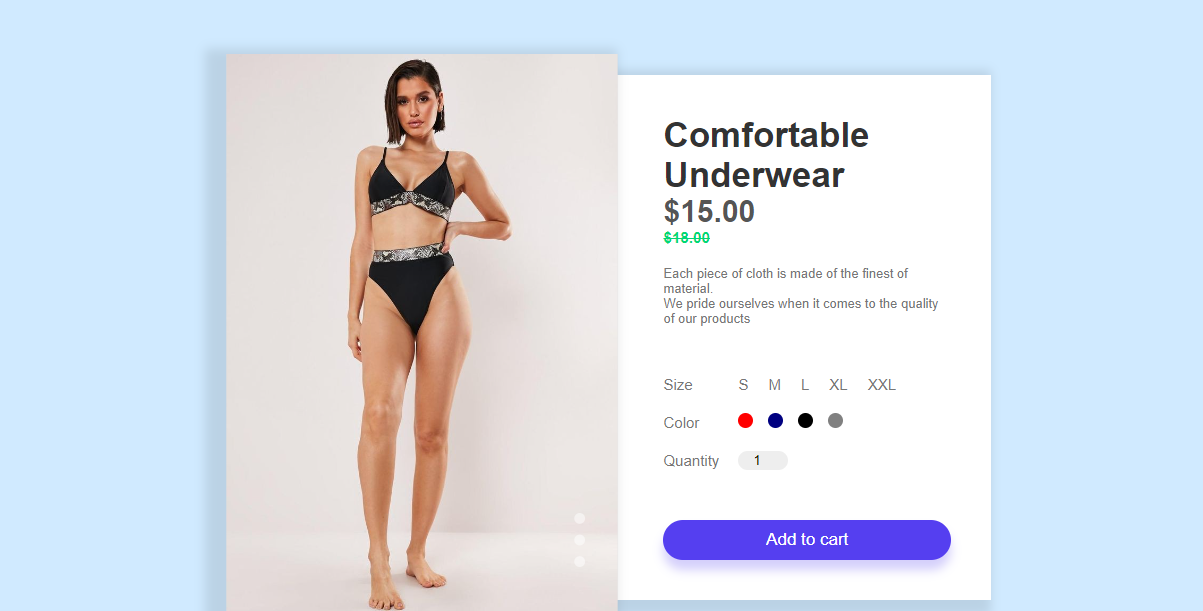 Comfortable
Underwear
$15.00
$18.00
Each piece of cloth is made of the finest of
material.
We pride ourselves when it comes to the quality
of our products
Size S M L XL XXL
Color
Quantity 1
Add to cart